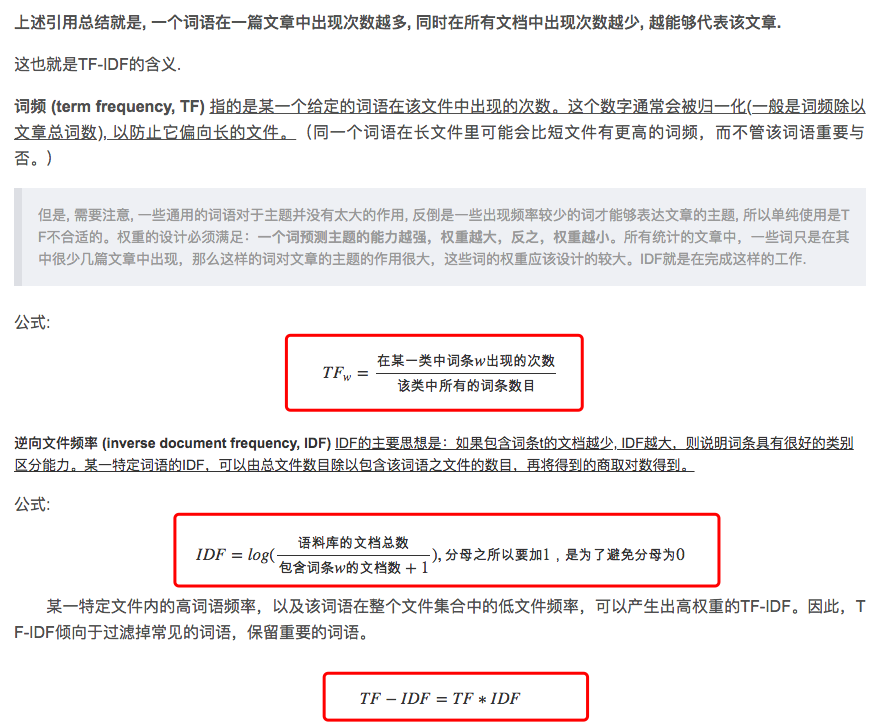 上述引用总结就是, 一个词语在一篇文章中出现次数越多, 同时在所有文档中出现次数越少, 越能够代表该文章.
这也就是TF-IDF的含义.
词频 (term frequency, TF) 指的是某一个给定的词语在该文件中出现的次数。这个数字通常会被归一化(一般是词频除以
文章总词数), 以防止它偏向长的文件。（同一个词语在长文件里可能会比短文件有更高的词频，而不管该词语重要与
否。）
但是, 需要注意, 一些通用的词语对于主题并没有太大的作用, 反倒是一些出现频率较少的词才能够表达文章的主题, 所以单纯使用是T
F不合适的。权重的设计必须满足：一个词预测主题的能力越强，权重越大，反之，权重越小。所有统计的文章中，一些词只是在其
中很少几篇文章中出现，那么这样的词对文章的主题的作用很大，这些词的权重应该设计的较大。IDF就是在完成这样的工作.
公式:
TFw = 在某一类中词条w出现的次数
该类中所有的词条数目
逆向文件频率 (inverse document frequency, IDF) IDF的主要思想是：如果包含词条t的文档越少, IDF越大，则说明词条具有很好的类别
区分能力。某一特定词语的IDF，可以由总文件数目除以包含该词语之文件的数目，再将得到的商取对数得到。
公式:
语料库的文档总数
IDF = log(包含词条w的文档数 + 1), 分母之所以要加1，是为了避免分母为0
某一特定文件内的高词语频率，以及该词语在整个文件集合中的低文件频率，可以产生出高权重的TF-IDF。因此，T
F-IDF倾向于过滤掉常见的词语，保留重要的词语。
TF − IDF = TF ∗ IDF